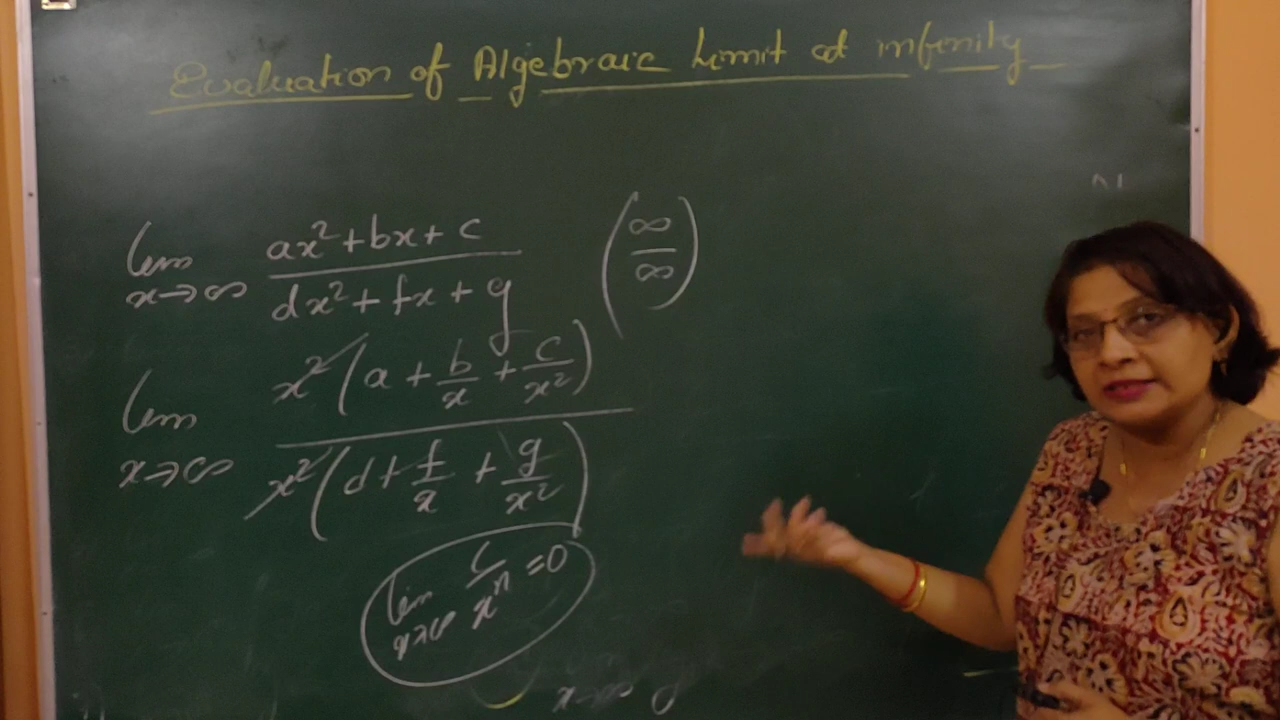 Evaluation of Algebraic Limit at infinity
lim x→∞ (ax²+bx+c)/(dx²+fx+g) (∞/∞)
lim x→∞ x²(a + b/x + c/x²)/x²(d + f/x + g/x²)
lim x→∞ c/xⁿ = 0
x→∞ 0